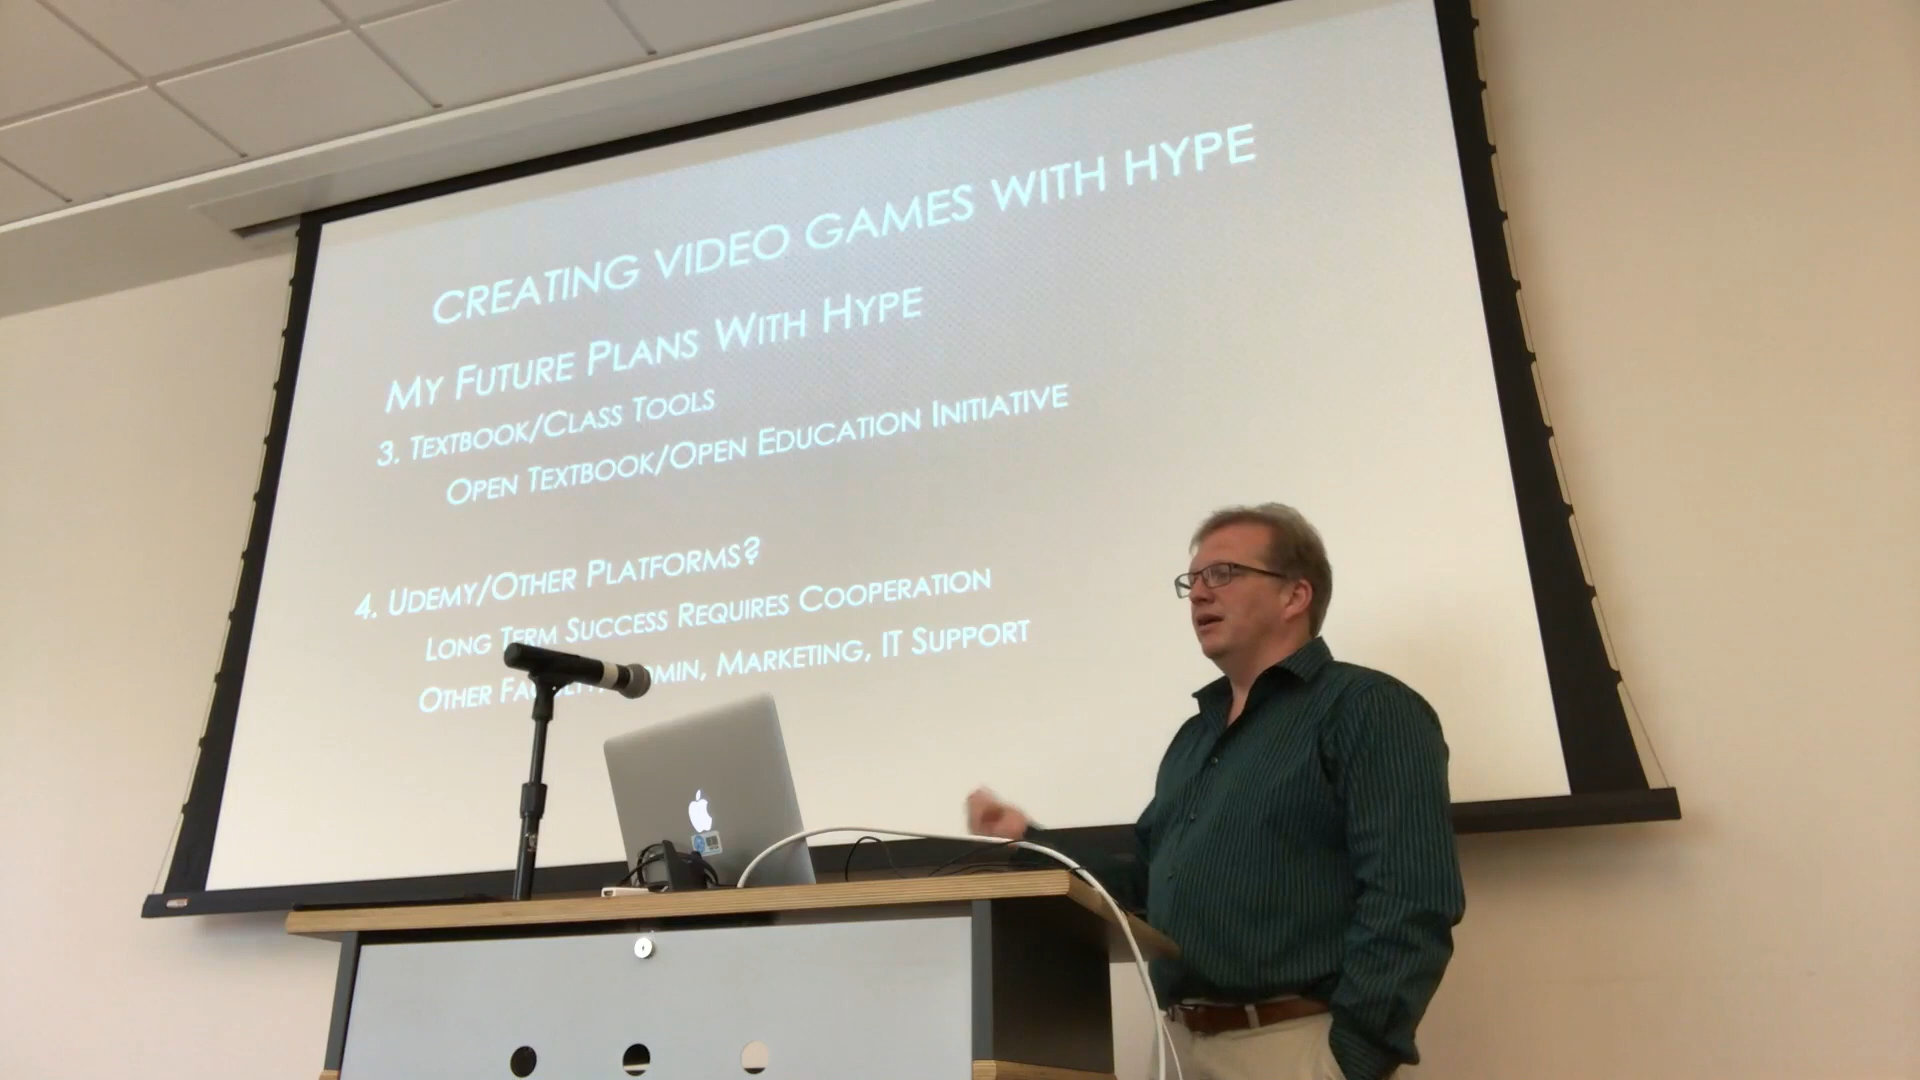 CREATING VIDEO GAMES WITH HYPE
MY FUTURE PLANS WITH HYPE
3. TEXTBOOK/CLASS TOOLS
OPEN TEXTBOOK/OPEN EDUCATION INITIATIVE
4. UDEMY/OTHER PLATFORMS?
LONG TERM SUCCESS REQUIRES COOPERATION
OTHER MARKETING, IT SUPPORT